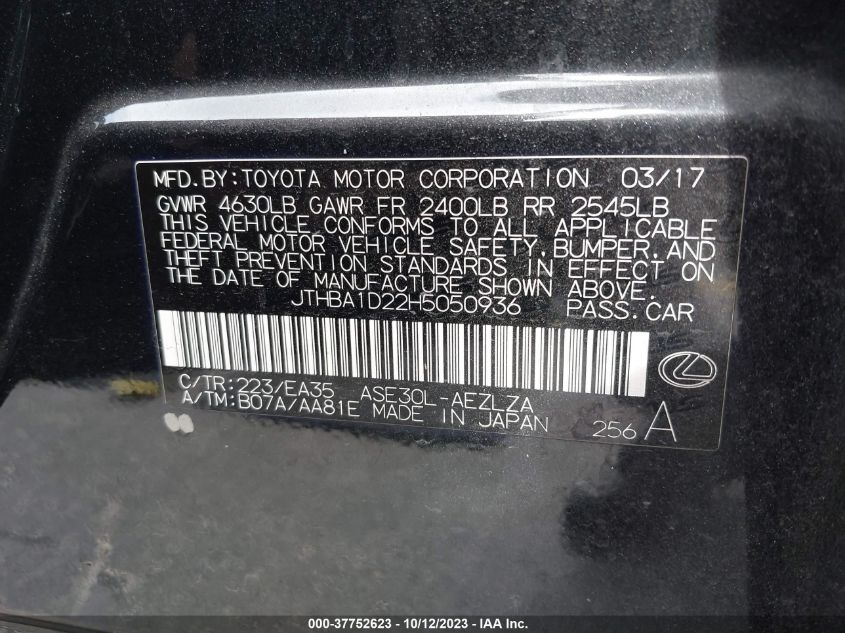 MFD.BY:TOYOTA MOTOR CORPORATION 03/17
GVWR 4630LB GAWR FR 2400LB RR 2545LB
THIS VEHICLE CONFORMS TO ALL APPLICABLE
FEDERAL MOTOR VEHICLE SAFETY,BUMPER,AND
THEFT PREVENTION STANDARDS IN EFFECT ON
THE DATE OF MANUFACTURE SHOWN ABOVE.
JTHBA1D22H5050936 PASS.CAR
C/TR:223/EA35 ASE30L-AEZLZA
A/TM:B07A/AA81E MADE IN JAPAN 256 A
000-37752623 - 10/12/2023 - IAA Inc.